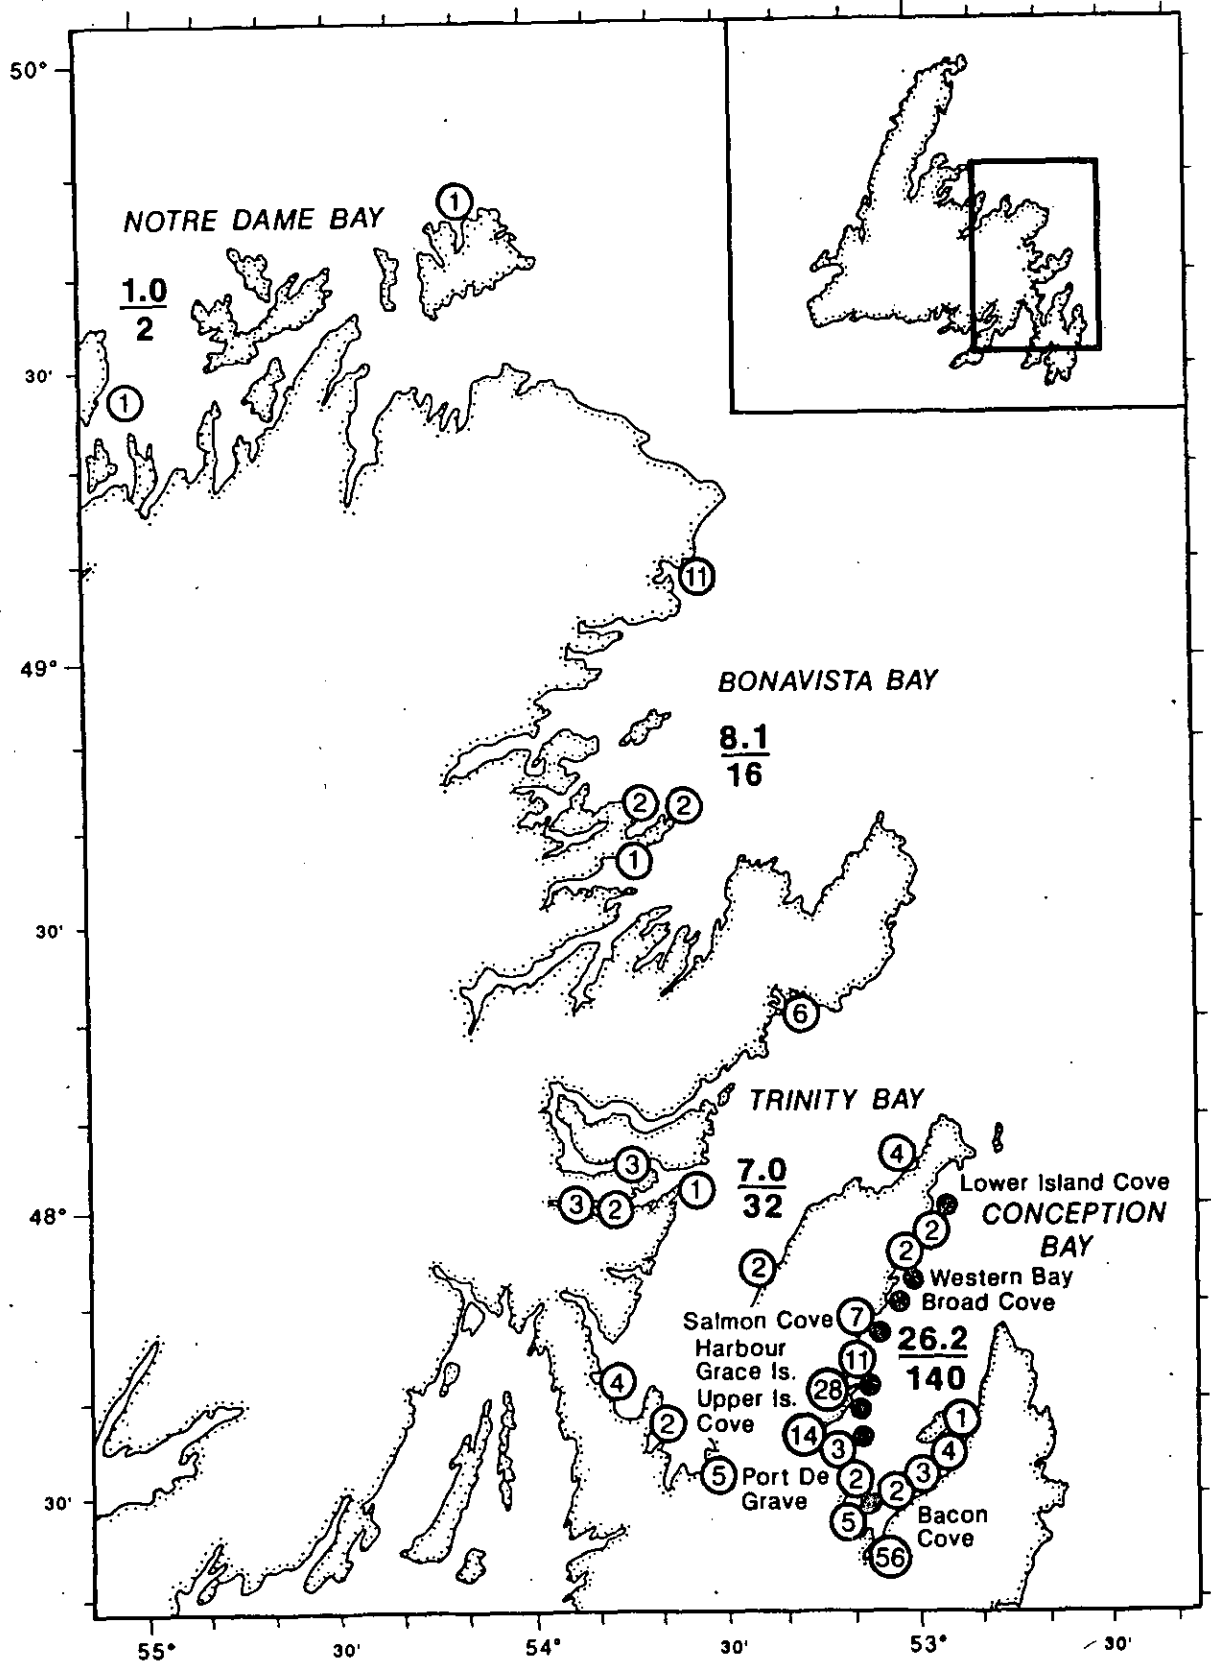 50°
NOTRE DAME BAY
1
1.0
2
30'
1
11
49°
BONAVISTA BAY
8.1
16
2
2
1
30'
6
TRINITY BAY
4
3
1
7.0
32
3
2
Lower Island Cove
48°
CONCEPTION
BAY
2
2
2
Western Bay
Broad Cove
Salmon Cove
7
26.2
140
Harbour
Grace Is.
11
4
28
Upper Is.
Cove
2
14
1
3
4
5
Port De
Grave
2
3
2
30'
5
Bacon
Cove
56
55°
30'
54°
30'
53°
30'